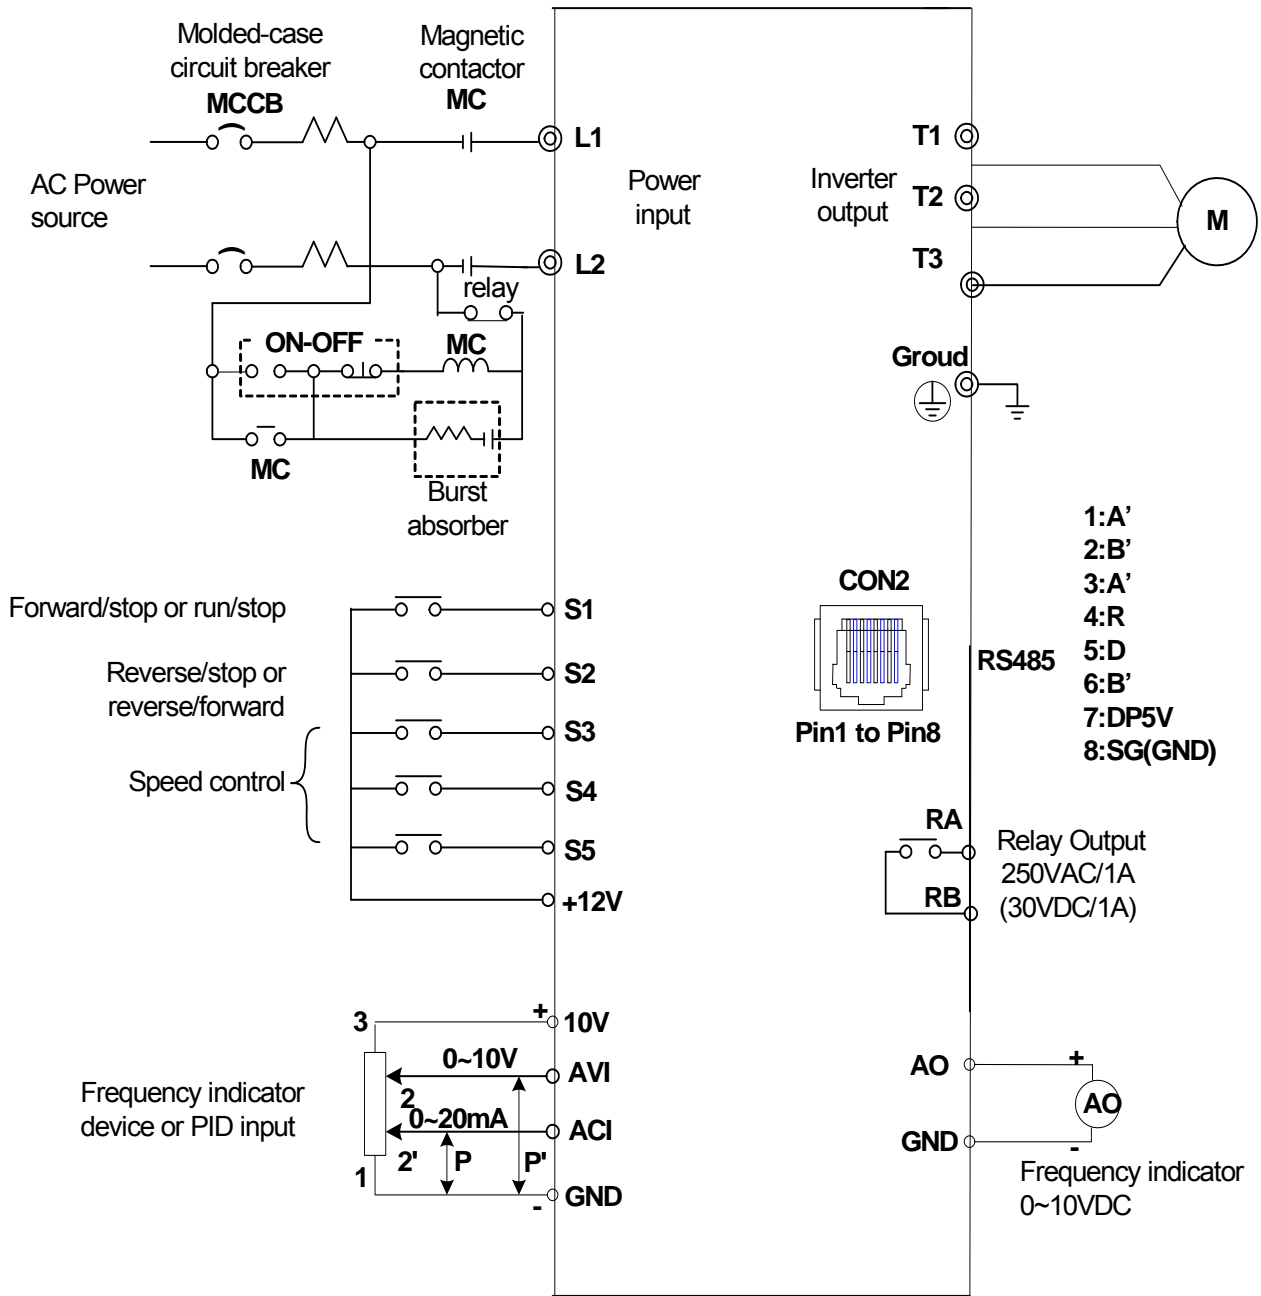 Molded-case
circuit breaker
MCCB
Magnetic
contactor
MC
AC Power
source
L1
L2
Power
input
Inverter
output
T1
T2
T3
M
relay
ON-OFF
MC
MC
Burst
absorber
Groud
Forward/stop or run/stop
Reverse/stop or
reverse/forward
Speed control
S1
S2
S3
S4
S5
+12V
CON2
Pin1 to Pin8
RS485
1:A’
2:B’
3:A’
4:R
5:D
6:B’
7:DP5V
8:SG(GND)
RA
RB
Relay Output
250VAC/1A
(30VDC/1A)
Frequency indicator
device or PID input
3
+
10V
0~10V
AVI
2
0~20mA
ACI
2'
P
P'
1
-
GND
AO
+
AO
GND
-
Frequency indicator
0~10VDC